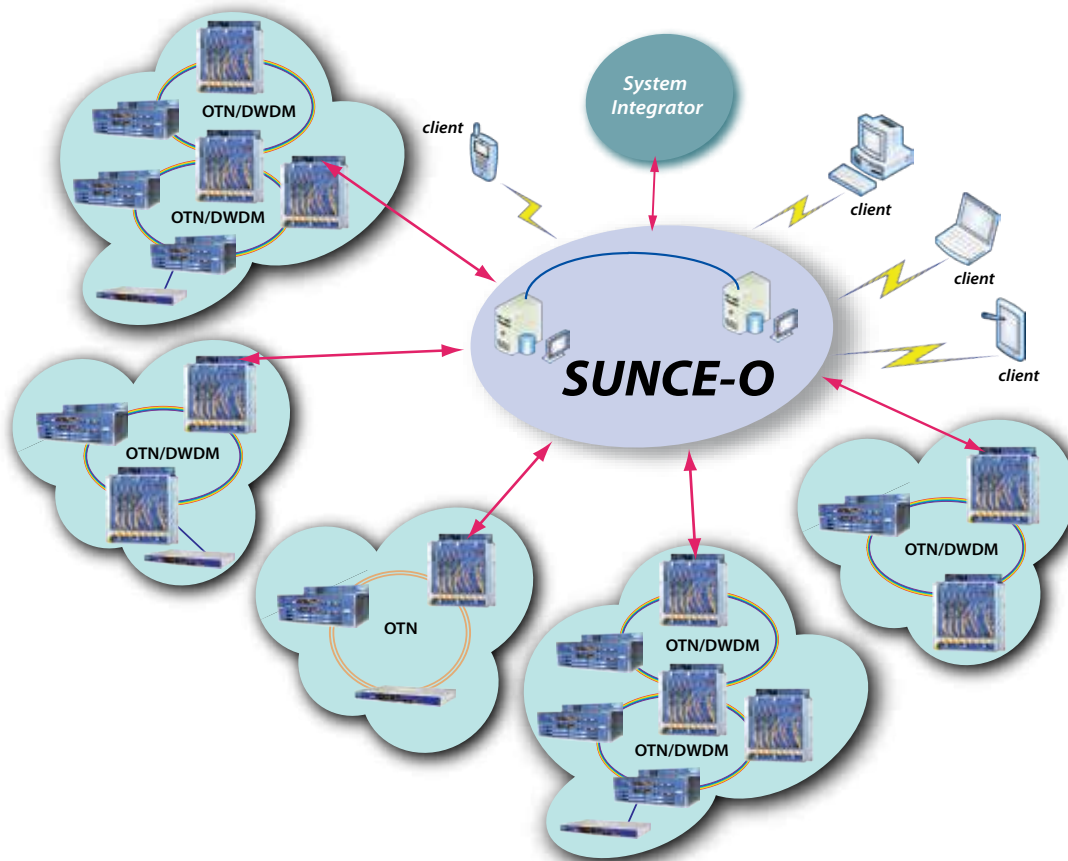 System
Integrator
client
OTN/DWDM
OTN/DWDM
client
client
client
SUNCE-O
OTN/DWDM
OTN/DWDM
OTN
OTN/DWDM
OTN/DWDM